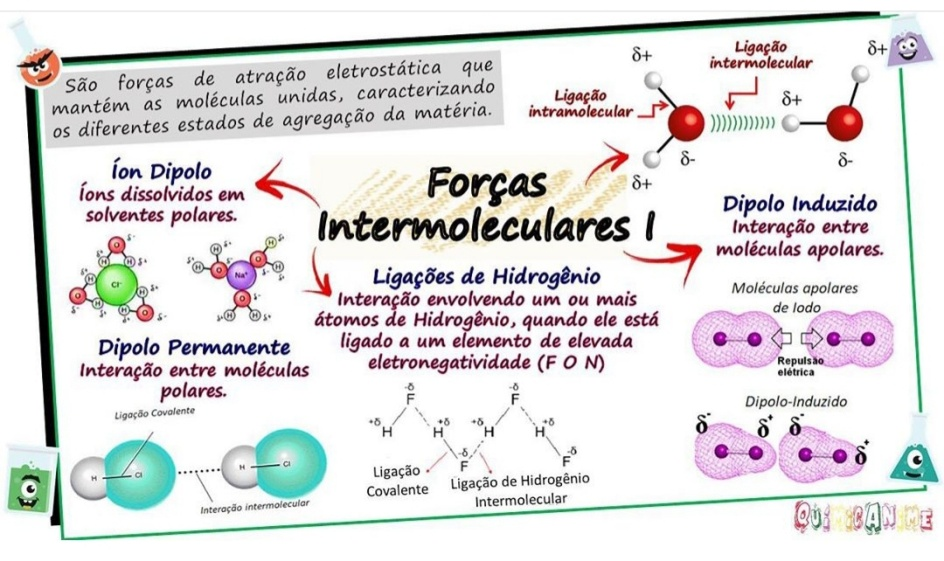 São forças de atração eletrostática que
mantém as moléculas unidas, caracterizando
os diferentes estados de agregação da matéria.
Ligação
intramolecular
Ligação
intermolecular
δ+
δ+
δ+
δ-
δ+
δ-
Forças
Intermoleculares I
Íon Dipolo
Íons dissolvidos em
solventes polares.
Cl⁻
Na⁺
Dipolo Permanente
Interação entre moléculas
polares.
Ligação Covalente
H Cl
H Cl
Interação intermolecular
Ligações de Hidrogênio
Interação envolvendo um ou mais
átomos de Hidrogênio, quando ele está
ligado a um elemento de elevada
eletronegatividade (F O N)
-δ -δ
F F
+δ +δ +δ +δ
H H H H
-δ -δ
F F
Ligação
Covalente
Ligação de Hidrogênio
Intermolecular
Dipolo Induzido
Interação entre
moléculas apolares.
Moléculas apolares
de Iodo
Repulsão
elétrica
Dipolo-Induzido
δ⁻ δ⁺ δ⁻ δ⁺
QUIMICANIME